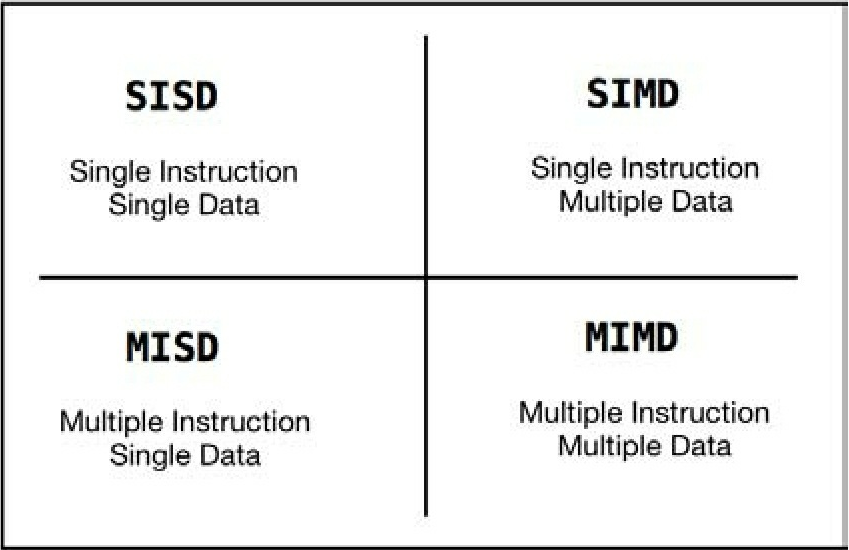 SISD
Single Instruction
Single Data
SIMD
Single Instruction
Multiple Data
MISD
Multiple Instruction
Single Data
MIMD
Multiple Instruction
Multiple Data